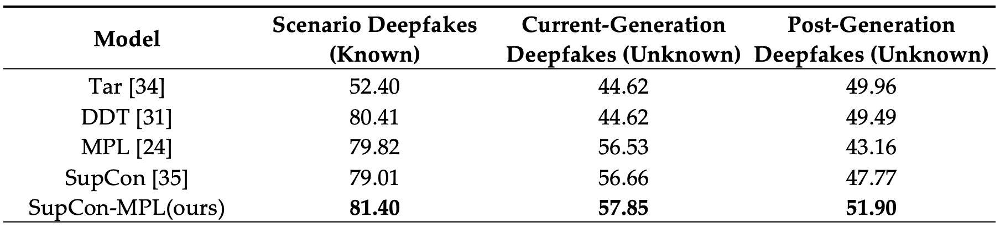 Model Scenario Deepfakes (Known) Current-Generation Deepfakes (Unknown) Post-Generation Deepfakes (Unknown)
Tar [34] 52.40 44.62 49.96
DDT [31] 80.41 44.62 49.49
MPL [24] 79.82 56.53 43.16
SupCon [35] 79.01 56.66 47.77
SupCon-MPL(ours) 81.40 57.85 51.90